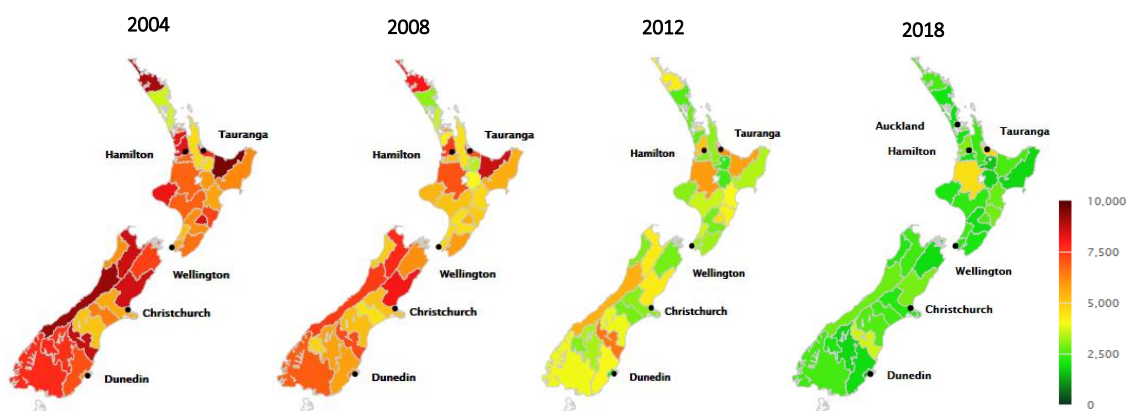 2004
2008
2012
2018
Tauranga
Hamilton
Wellington
Christchurch
Dunedin
Tauranga
Hamilton
Wellington
Christchurch
Dunedin
Tauranga
Hamilton
Wellington
Christchurch
Dunedin
Auckland
Tauranga
Hamilton
Wellington
Christchurch
Dunedin
10,000
7,500
5,000
2,500
0